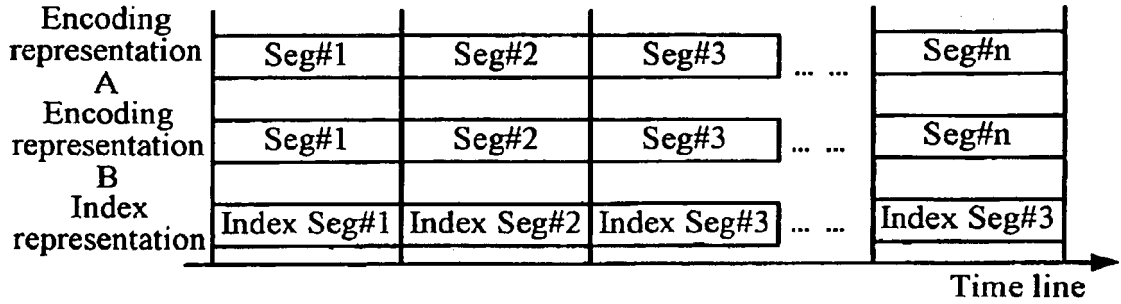 Encoding
representation
A
Seg#1 Seg#2 Seg#3 ... ... Seg#n
Encoding
representation
B
Seg#1 Seg#2 Seg#3 ... ... Seg#n
Index
representation
Index Seg#1 Index Seg#2 Index Seg#3 ... ... Index Seg#3
Time line